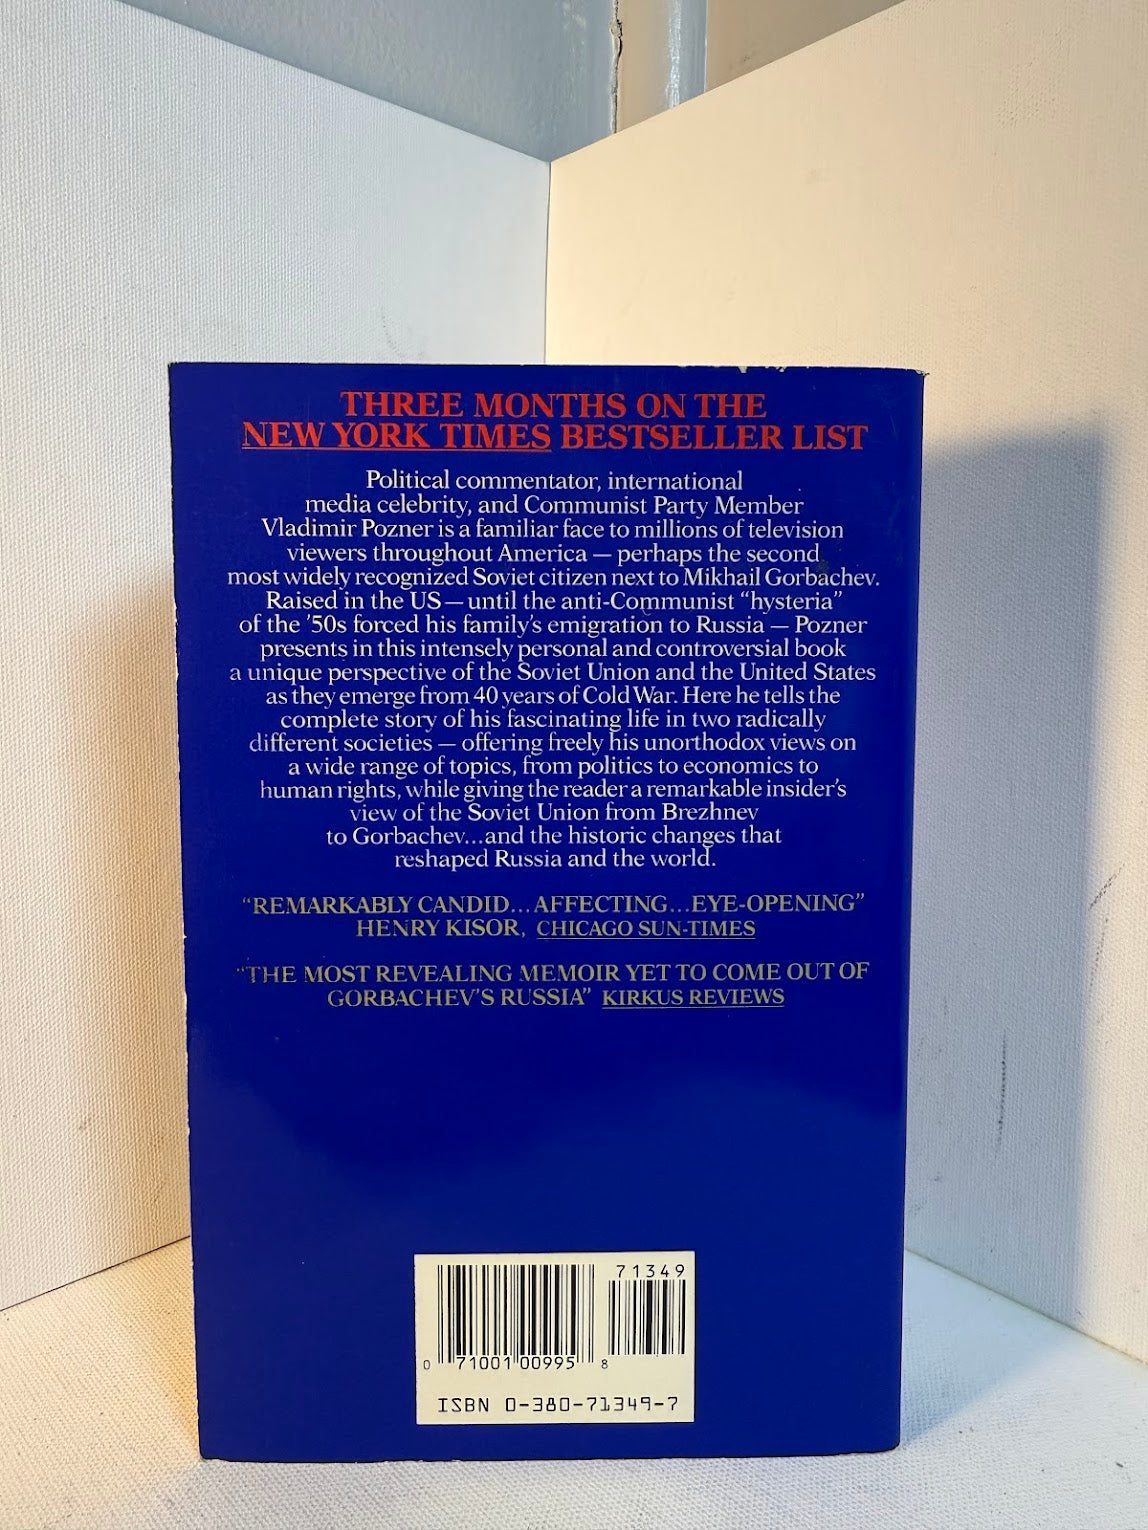 THREE MONTHS ON THE
NEW YORK TIMES BESTSELLER LIST
Political commentator, international
media celebrity, and Communist Party Member
Vladimir Pozner is a familiar face to millions of television
viewers throughout America — perhaps the second
most widely recognized Soviet citizen next to Mikhail Gorbachev.
Raised in the US — until the anti-Communist “hysteria”
of the ’50s forced his family’s emigration to Russia — Pozner
presents in this intensely personal and controversial book
a unique perspective of the Soviet Union and the United States
as they emerge from 40 years of Cold War. Here he tells the
complete story of his fascinating life in two radically
different societies — offering freely his unorthodox views on
a wide range of topics, from politics to economics to
human rights, while giving the reader a remarkable insider’s
view of the Soviet Union from Brezhnev
to Gorbachev...and the historic changes that
reshaped Russia and the world.
“REMARKABLY CANDID...AFFECTING...EYE-OPENING”
HENRY KISOR, CHICAGO SUN-TIMES
“THE MOST REVEALING MEMOIR YET TO COME OUT OF
GORBACHEV’S RUSSIA” KIRKUS REVIEWS
71349
0 71001 00995 8
ISBN 0-380-71349-7